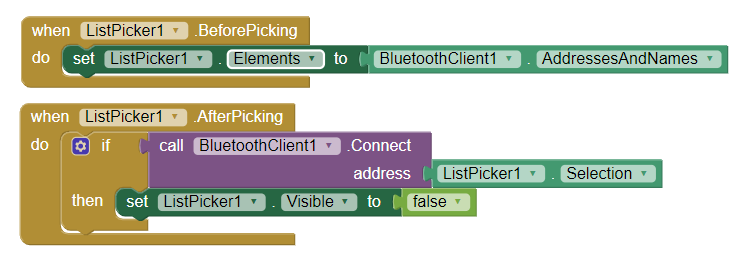 when ListPicker1 .BeforePicking
do set ListPicker1 . Elements to BluetoothClient1 . AddressesAndNames
when ListPicker1 .AfterPicking
do if call BluetoothClient1 .Connect
address ListPicker1 . Selection
then set ListPicker1 . Visible to false